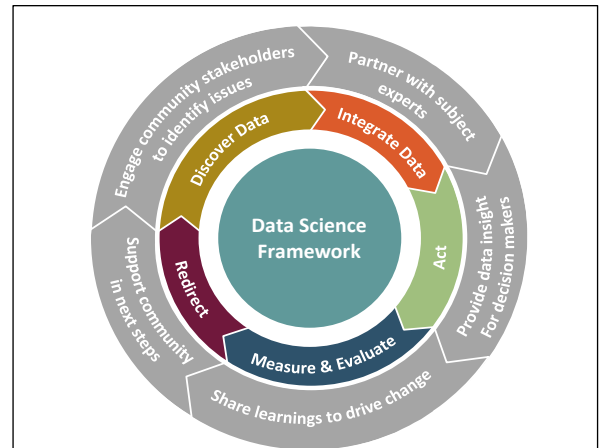 Engage community stakeholders
to identify issues
Partner with subject
experts
Provide data insight
For decision makers
Share learnings to drive change
Support community
in next steps
Discover Data
Integrate Data
Act
Measure & Evaluate
Redirect
Data Science
Framework